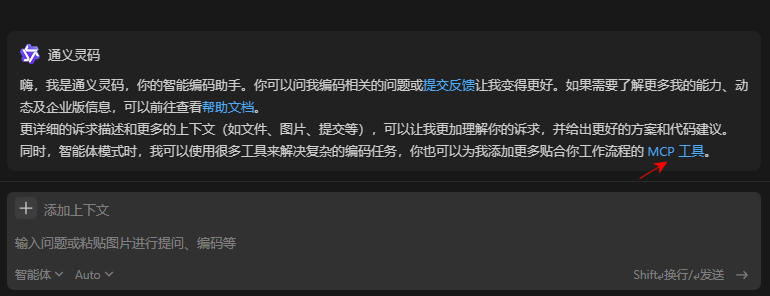 通义灵码
嗨，我是通义灵码，你的智能编码助手。你可以问我编码相关的问题或提交反馈让我变得更好。如果需要了解更多我的能力、动
态及企业版信息，可以前往查看帮助文档。
更详细的诉求描述和更多的上下文（如文件、图片、提交等），可以让我更加理解你的诉求，并给出更好的方案和代码建议。
同时，智能体模式时，我可以使用很多工具来解决复杂的编码任务，你也可以为我添加更多贴合你工作流程的 MCP 工具。
添加上下文
输入问题或粘贴图片进行提问、编码等
智能体 Auto Shift↵换行/↵发送